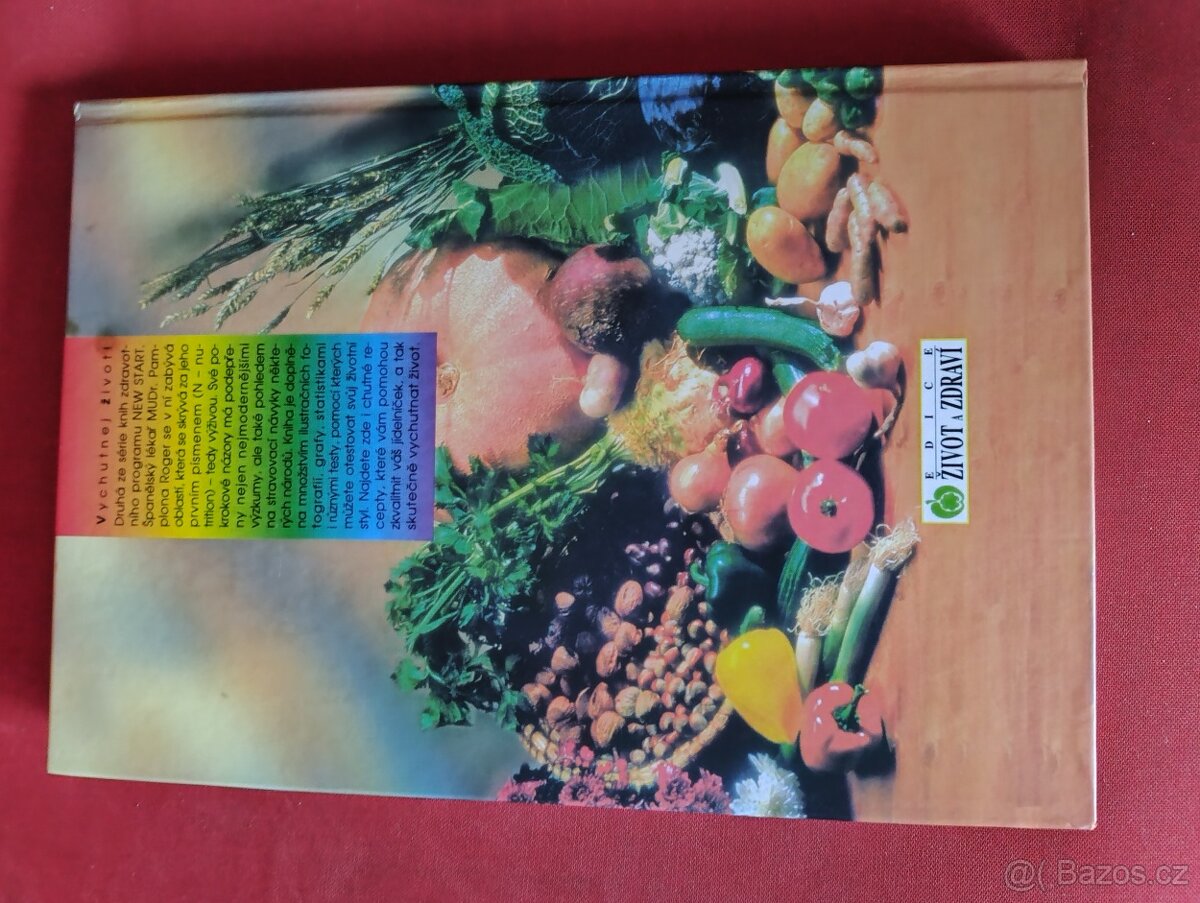 Vychutnej život!
Druhá ze série knih zdravot-
ního programu NEW START.
Španělský lékař MUDr. Pam-
plona Roger se v ní zabývá
oblastí, která se skrývá za jeho
prvním písmenem (N – nu-
trition) – tedy výživou. Své po-
krokové názory má podepře-
ny nejen nejmodernějšími
výzkumy, ale také pohledem
na stravovací návyky někte-
rých národů. Kniha je doplně-
na množstvím ilustračních fo-
tografií, grafy, statistikami
i různými testy, pomocí kterých
můžete otestovat svůj životní
styl. Najdete zde i chutné re-
cepty, které vám pomohou
zkvalitnit váš jídelníček, a tak
skutečně vychutnat život.
EDICE
ŽIVOT A ZDRAVÍ
@( Bazos.cz